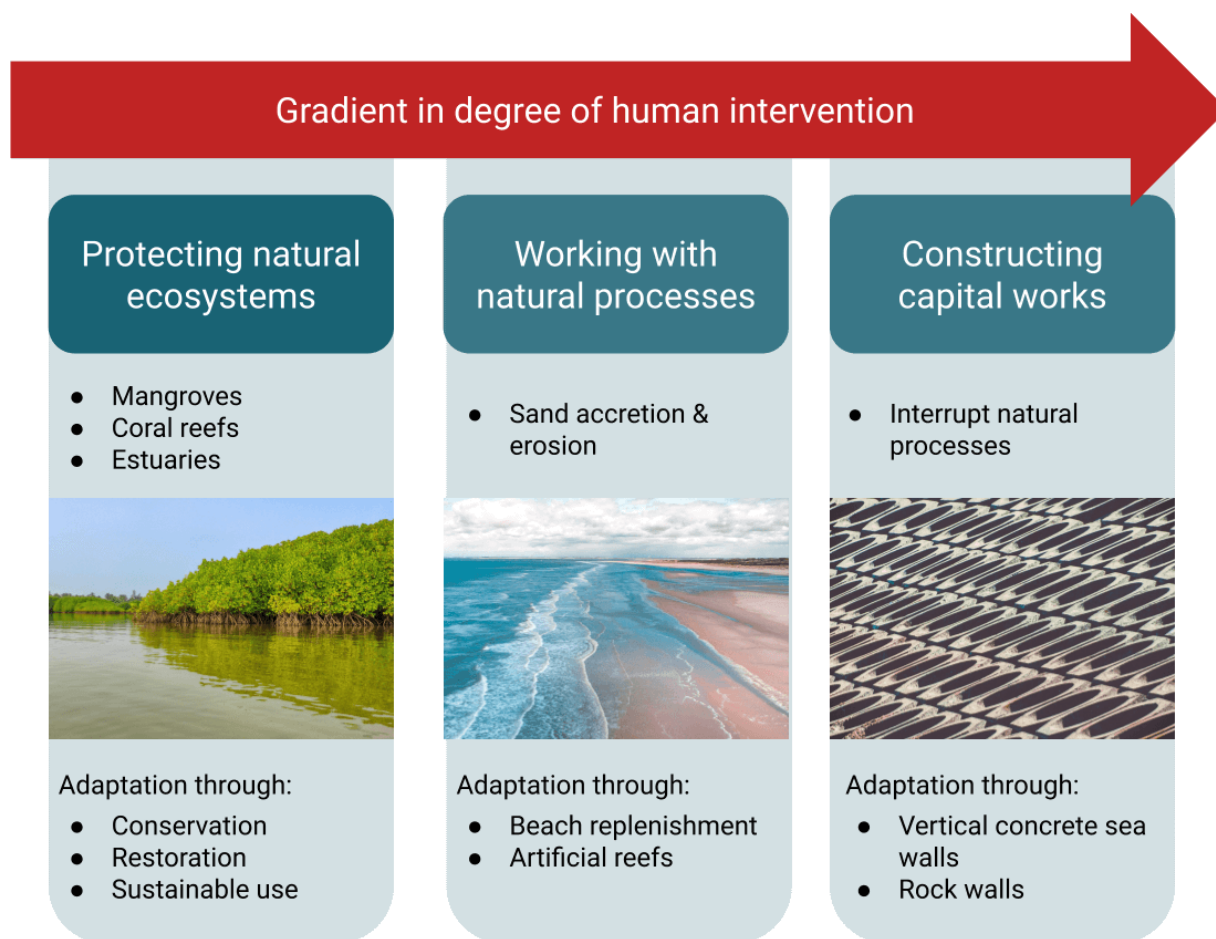 Gradient in degree of human intervention
Protecting natural
ecosystems
● Mangroves
● Coral reefs
● Estuaries
Adaptation through:
● Conservation
● Restoration
● Sustainable use
Working with
natural processes
● Sand accretion &
erosion
Adaptation through:
● Beach replenishment
● Artificial reefs
Constructing
capital works
● Interrupt natural
processes
Adaptation through:
● Vertical concrete sea
walls
● Rock walls